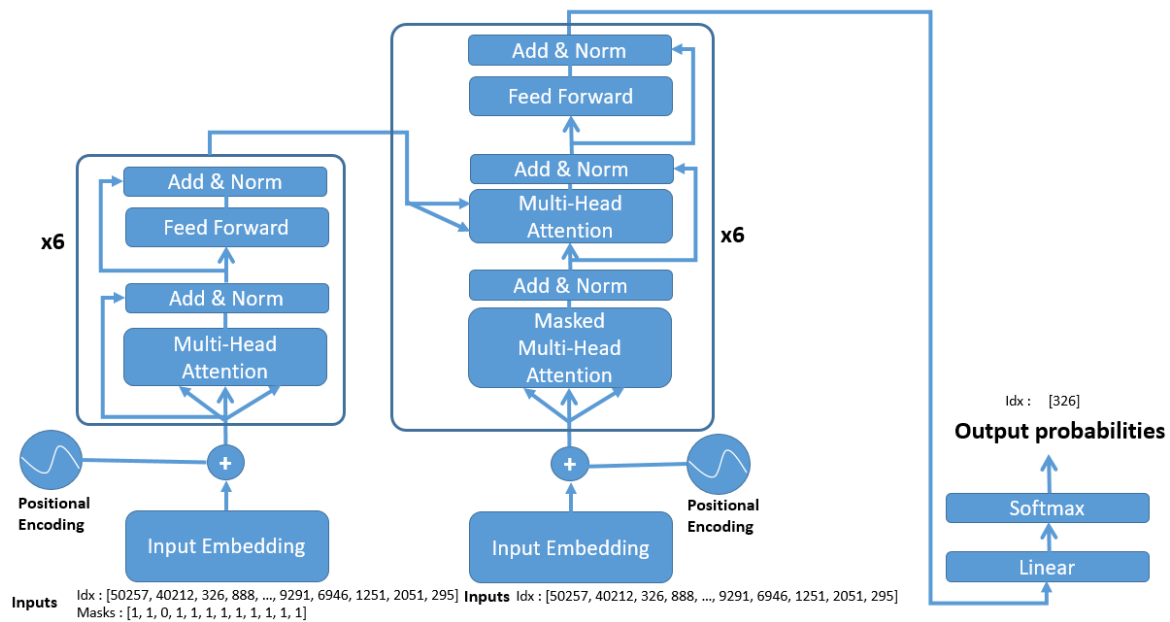 Add & Norm
Feed Forward
Add & Norm
Multi-Head
Attention
x6
Positional
Encoding
Input Embedding
Inputs
Idx : [50257, 40212, 326, 888, ..., 9291, 6946, 1251, 2051, 295]
Masks : [1, 1, 0, 1, 1, 1, 1, 1, 1, 1, 1, 1]
Add & Norm
Feed Forward
Add & Norm
Multi-Head
Attention
x6
Add & Norm
Masked
Multi-Head
Attention
Positional
Encoding
Input Embedding
Inputs Idx : [50257, 40212, 326, 888, ..., 9291, 6946, 1251, 2051, 295]
Idx : [326]
Output probabilities
Softmax
Linear